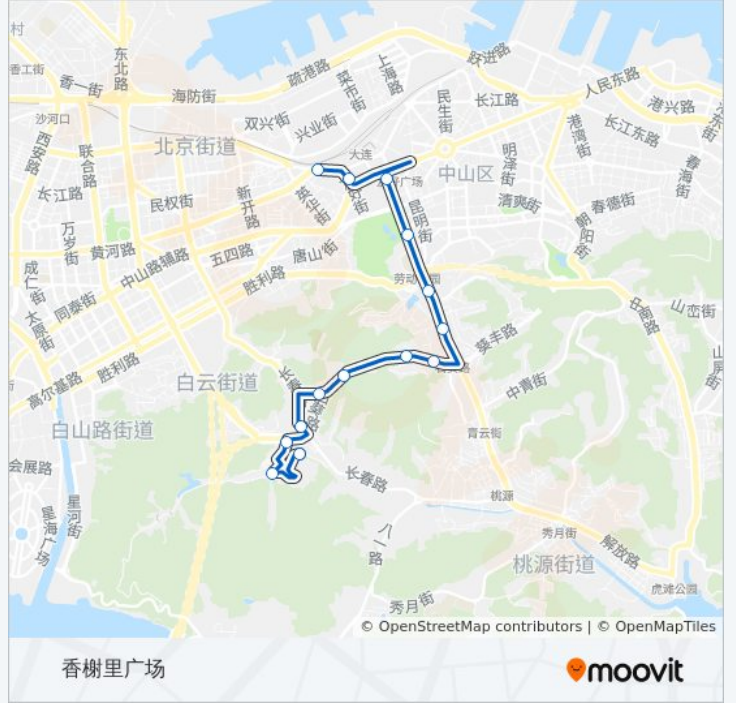 村
东北路
上海路
跃进路
香工街
香一街
疏港路
菜市街
人民东路
海防街
民生街
长江路
港兴路
沙河口
双兴街
兴业街
港湾街
长江东路
西安路
联合路
北京街道
大连
明泽街
中山区
春海街
长江路
民权街
新开路
英华街
清爽街
春德街
昆明街
朝阳街
万岁街
黄河路
五四路
唐山街
中山路辅路
胜利路
成仁街
同泰街
太原街
山峦街
葵丰路
胜利路
高尔基路
白云街道
中青街
白山路街道
青云街
会展路
长春路
星河街
桃源
星海广场
八一路
秀月街
解放路
桃源街道
虎滩公园
秀月街
© OpenStreetMap contributors | © OpenMapTiles
香榭里广场
moovit